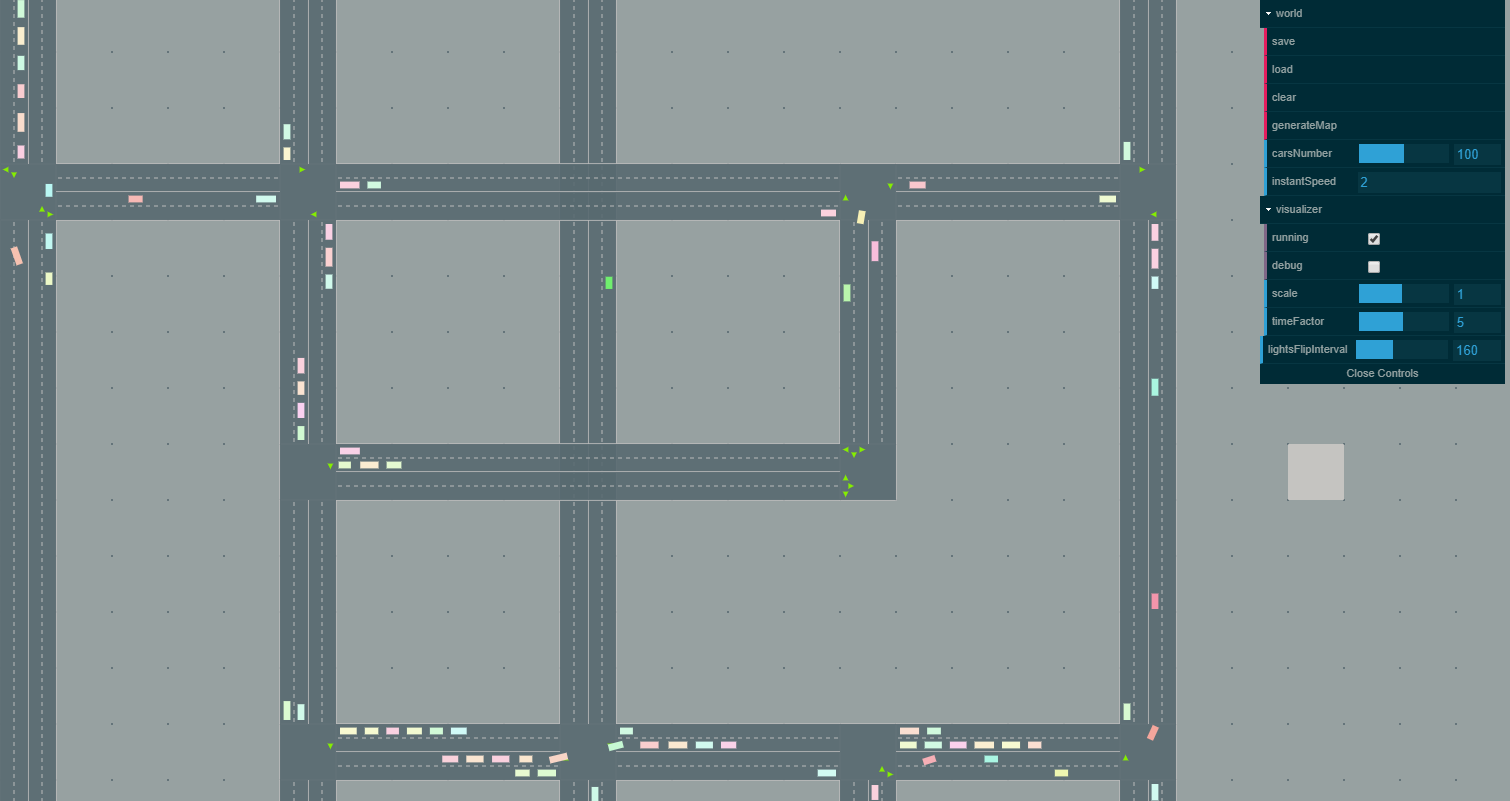 world
save
load
clear
generateMap
carsNumber 100
instantSpeed 2
visualizer
running
debug
scale 1
timeFactor 5
lightsFlipInterval 160
Close Controls